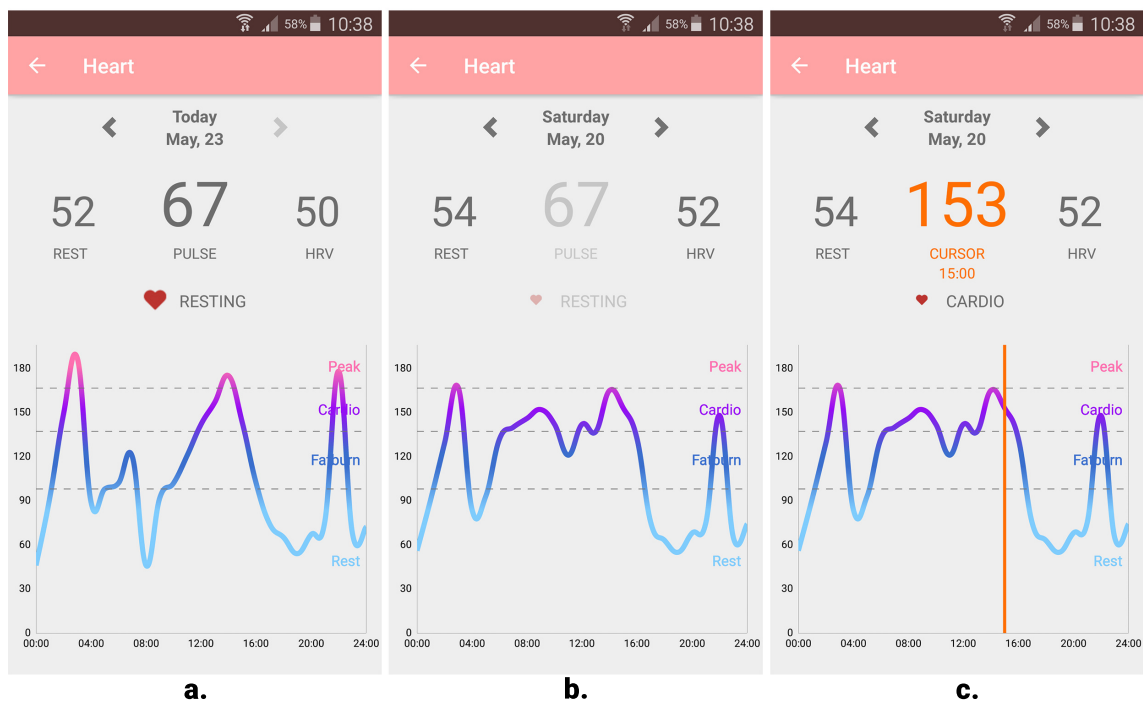 58% 10:38
Heart
Today
May, 23
52 67 50
REST PULSE HRV
RESTING
180 Peak
150 Cardio
120 Fatburn
90
60 Rest
30
0
00:00 04:00 08:00 12:00 16:00 20:00 24:00
a.
58% 10:38
Heart
Saturday
May, 20
54 67 52
REST PULSE HRV
RESTING
180 Peak
150 Cardio
120 Fatburn
90
60 Rest
30
0
00:00 04:00 08:00 12:00 16:00 20:00 24:00
b.
58% 10:38
Heart
Saturday
May, 20
54 153 52
REST CURSOR HRV
15:00
CARDIO
180 Peak
150 Cardio
120 Fatburn
90
60 Rest
30
0
00:00 04:00 08:00 12:00 16:00 20:00 24:00
c.